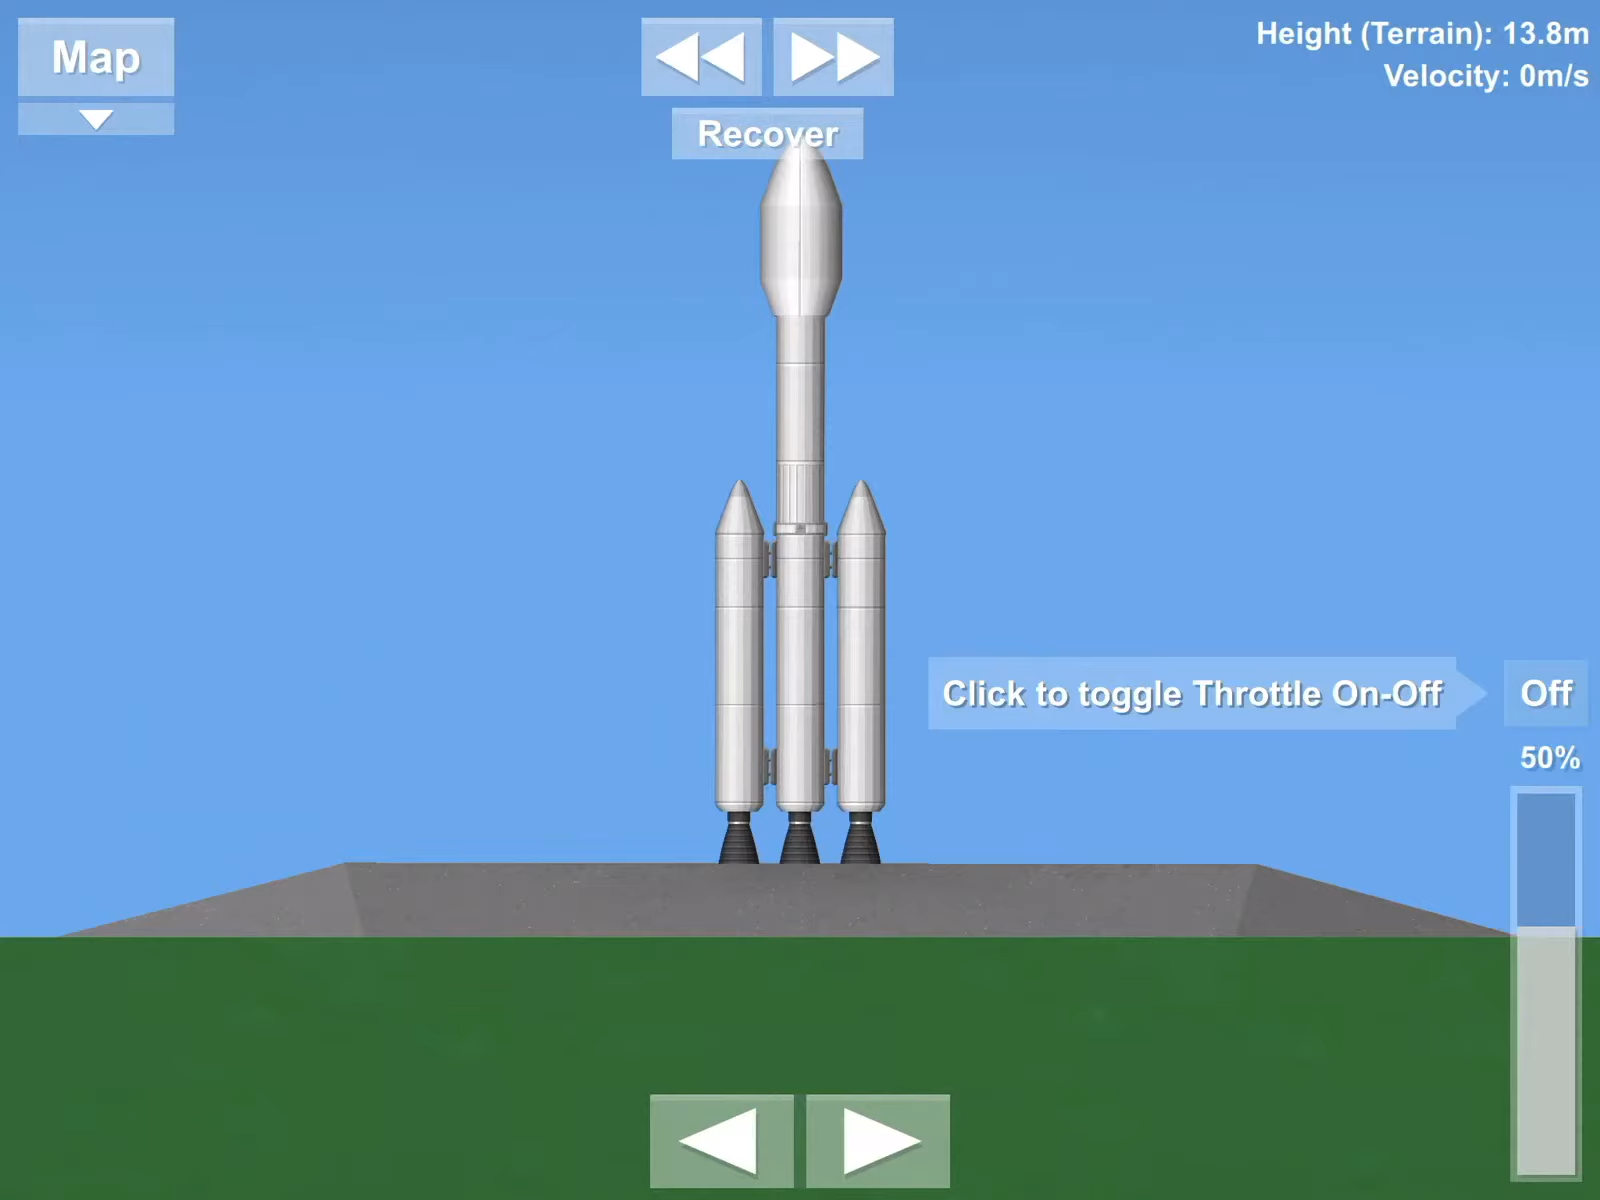 Map
Recover
Height (Terrain): 13.8m
Velocity: 0m/s
Click to toggle Throttle On-Off
Off
50%